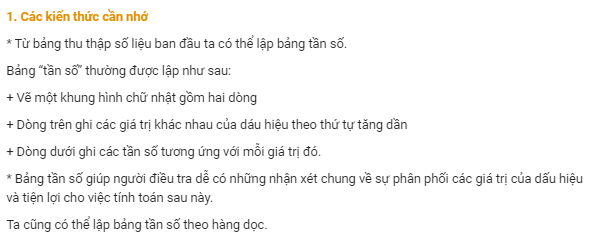 1. Các kiến thức cần nhớ
* Từ bảng thu thập số liệu ban đầu ta có thể lập bảng tần số.
Bảng “tần số” thường được lập như sau:
+ Vẽ một khung hình chữ nhật gồm hai dòng
+ Dòng trên ghi các giá trị khác nhau của dáu hiệu theo thứ tự tăng dần
+ Dòng dưới ghi các tần số tương ứng với mỗi giá trị đó.
* Bảng tần số giúp người điều tra dễ có những nhận xét chung về sự phân phối các giá trị của dấu hiệu
và tiện lợi cho việc tính toán sau này.
Ta cũng có thể lập bảng tần số theo hàng dọc.